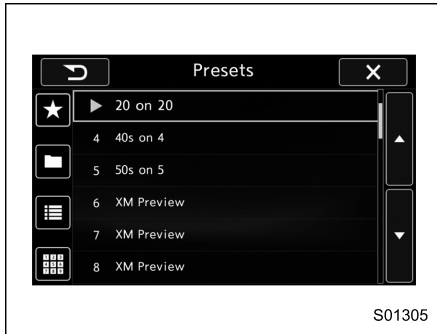 Presets
20 on 20
4 40s on 4
5 50s on 5
6 XM Preview
7 XM Preview
8 XM Preview
S01305